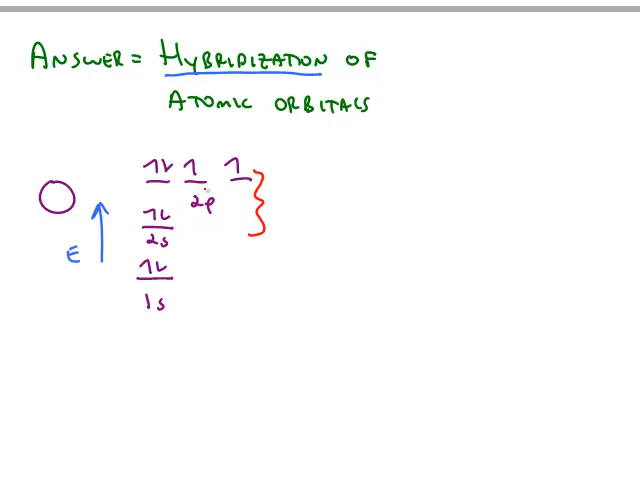 ANSWER = HYBRIDIZATION OF
ATOMIC ORBITALS
O
↑
E
↿⇂ ↿ ↿
2p
↿⇂
2s
↿⇂
1s